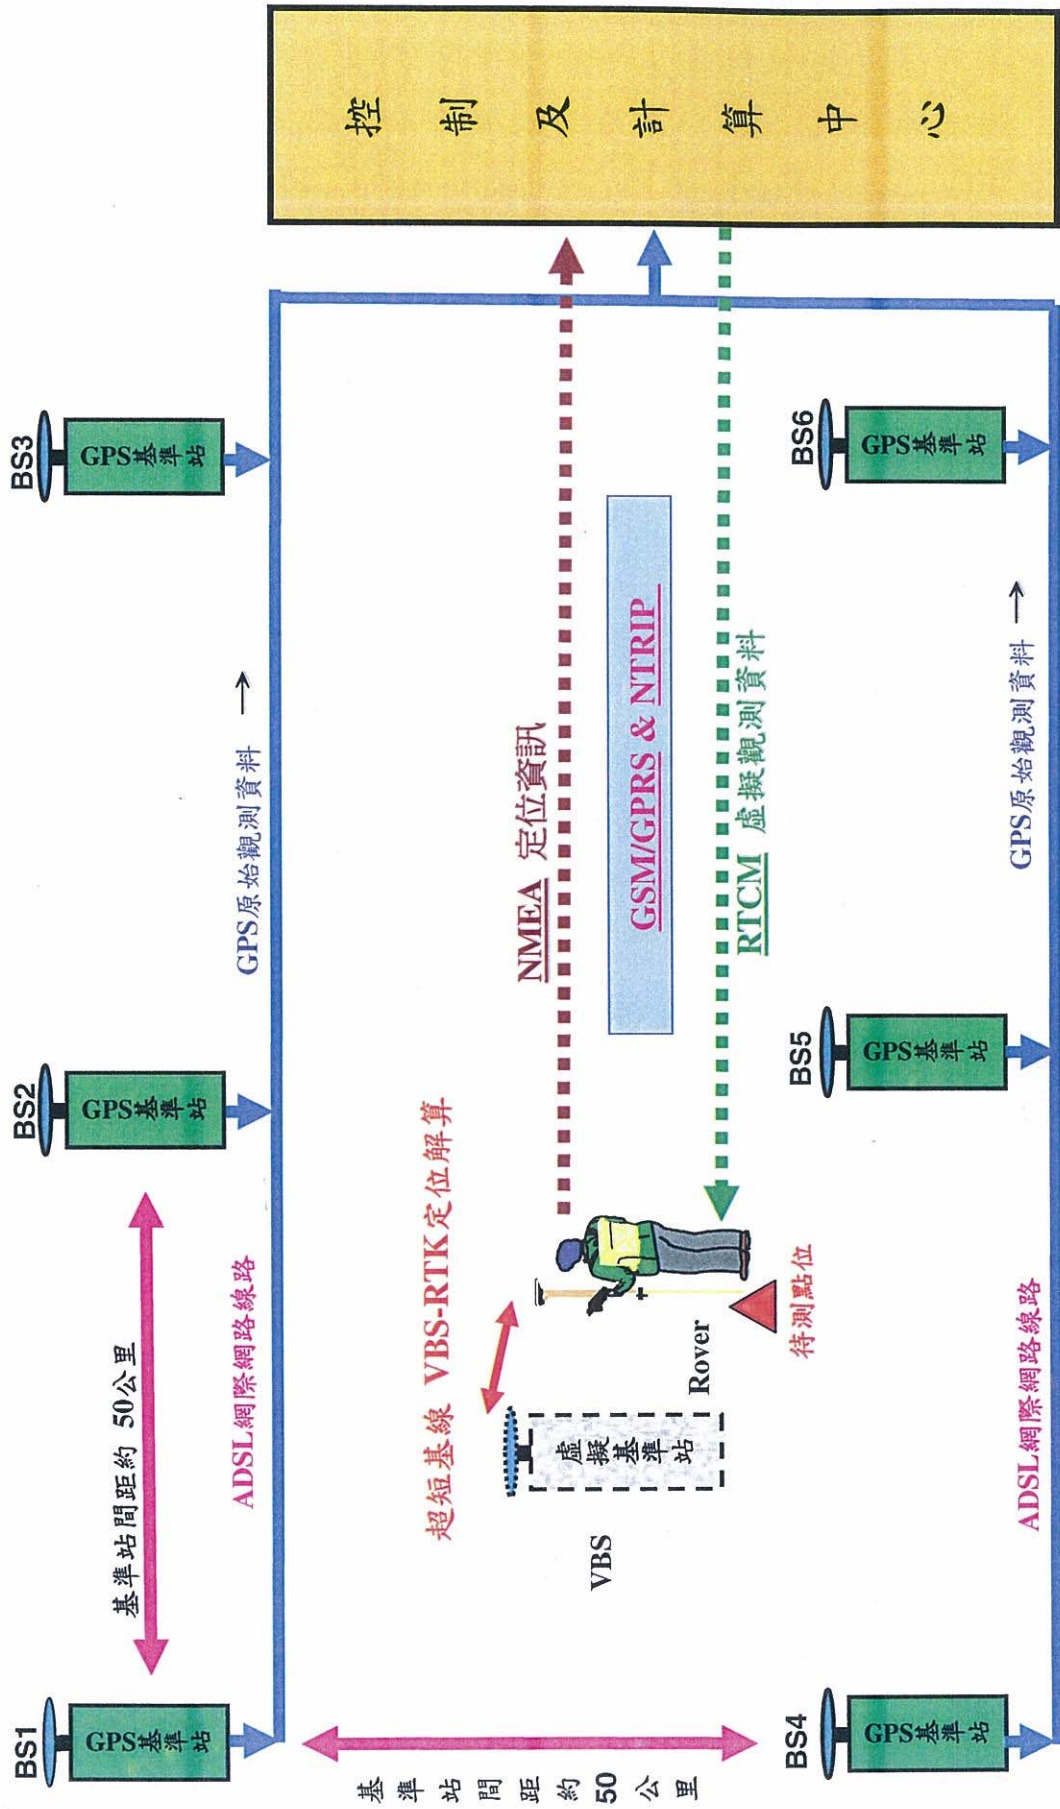 BS1
GPS基準站
BS2
GPS基準站
BS3
GPS基準站
基準站間距約 50公里
ADSL網際網路線路
GPS原始觀測資料 →
控制及計算中心
基準站間距約50公里
超短基線 VBS-RTK定位解算
NMEA 定位資訊
VBS
虛擬基準站
Rover
GSM/GPRS & NTRIP
RTCM 虛擬觀測資料
待測點位
BS4
GPS基準站
BS5
GPS基準站
BS6
GPS基準站
ADSL網際網路線路
GPS原始觀測資料 →